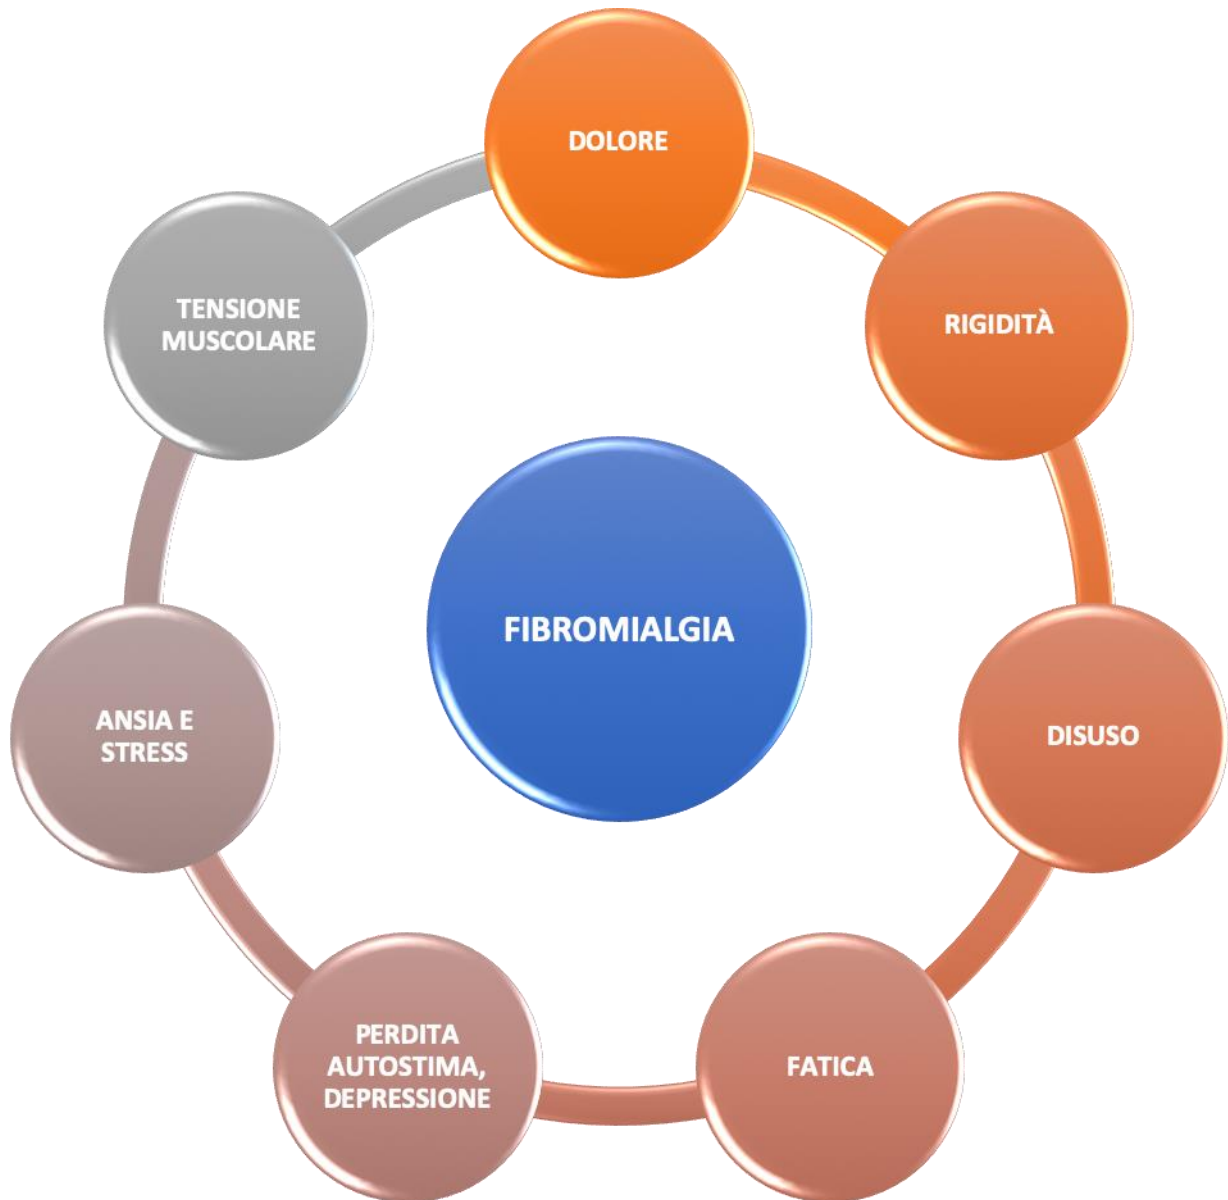 DOLORE
RIGIDITÀ
DISUSO
FATICA
PERDITA
AUTOSTIMA,
DEPRESSIONE
ANSIA E
STRESS
TENSIONE
MUSCOLARE
FIBROMIALGIA